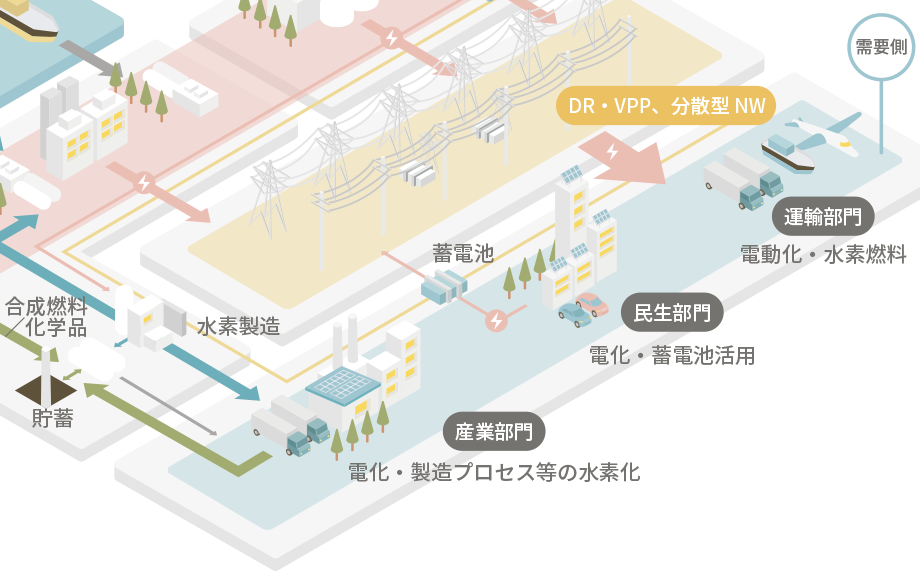 需要側
DR・VPP、分散型 NW
運輸部門
電動化・水素燃料
蓄電池
民生部門
電化・蓄電池活用
合成燃料
／化学品
水素製造
貯蓄
産業部門
電化・製造プロセス等の水素化